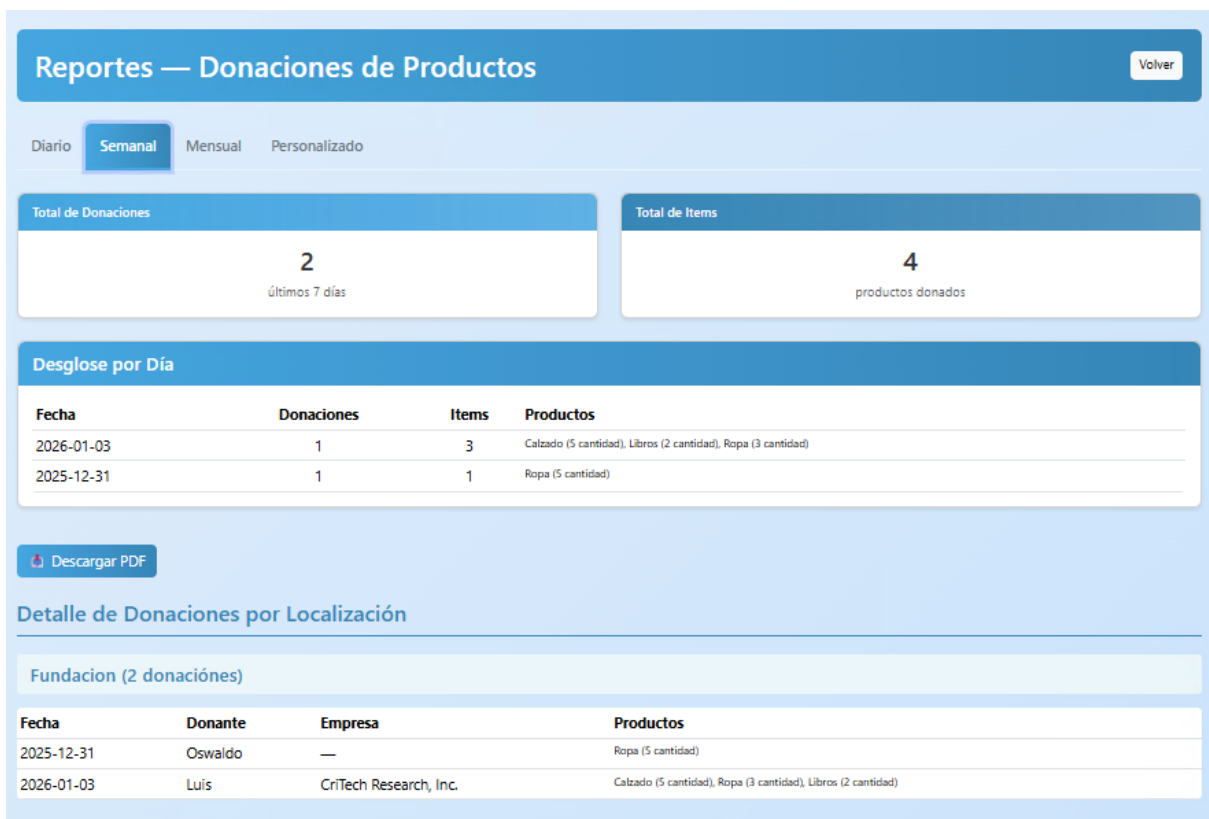 Reportes — Donaciones de Productos
Volver
Diario Semanal Mensual Personalizado
Total de Donaciones
2
últimos 7 días
Total de Items
4
productos donados
Desglose por Día
Fecha Donaciones Items Productos
2026-01-03 1 3 Calzado (5 cantidad), Libros (2 cantidad), Ropa (3 cantidad)
2025-12-31 1 1 Ropa (5 cantidad)
Descargar PDF
Detalle de Donaciones por Localización
Fundacion (2 donaciónes)
Fecha Donante Empresa Productos
2025-12-31 Oswaldo — Ropa (5 cantidad)
2026-01-03 Luis CriTech Research, Inc. Calzado (5 cantidad), Ropa (3 cantidad), Libros (2 cantidad)